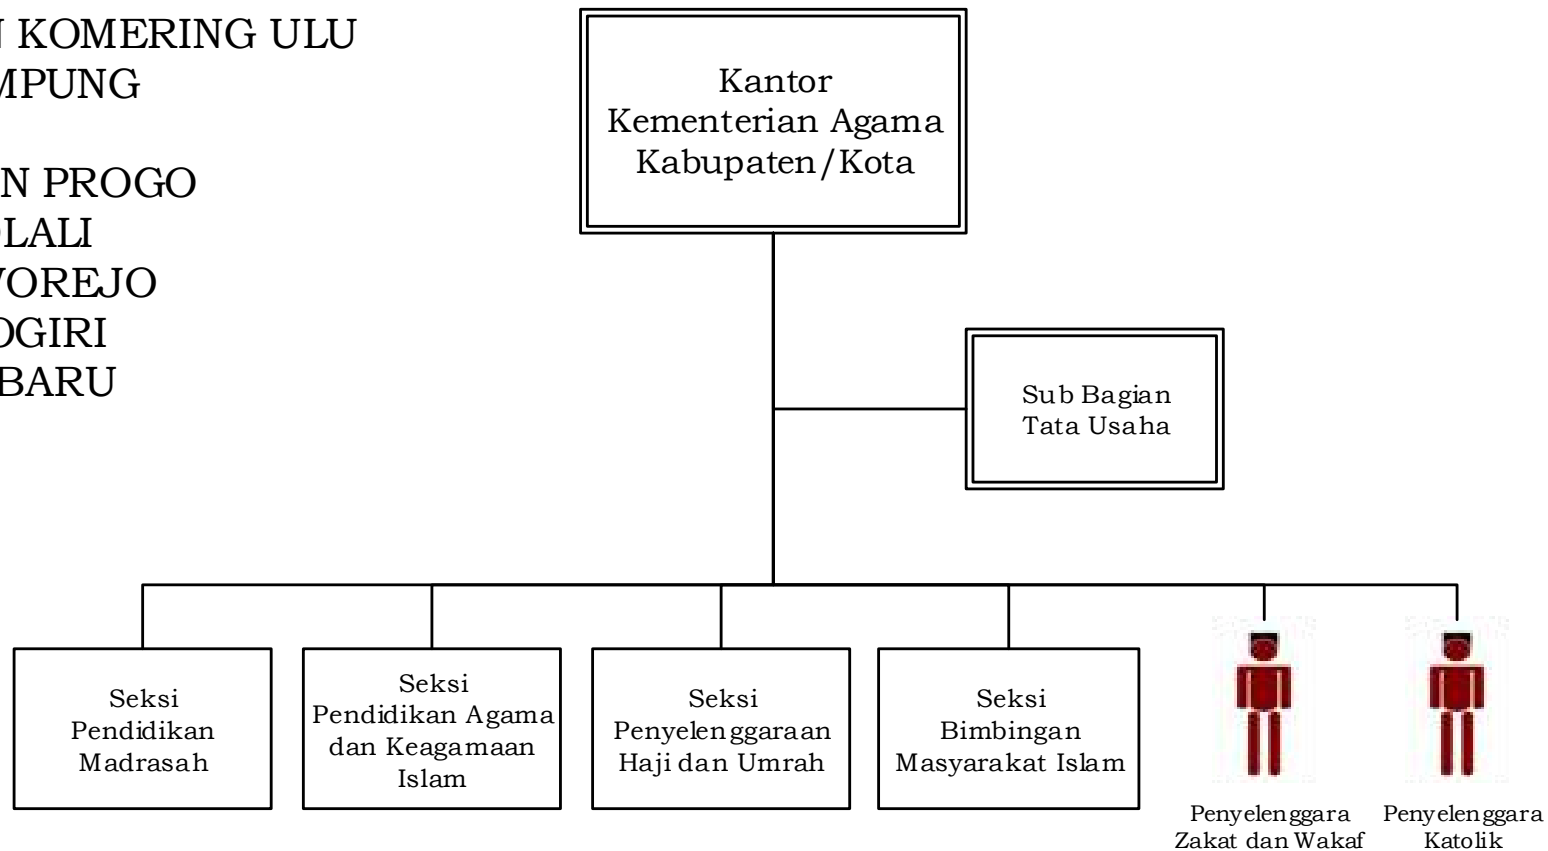 N KOMERING ULU
MPUNG
N PROGO
OLALI
WOREJO
OGIRI
BARU
Kantor
Kementerian Agama
Kabupaten/Kota
Sub Bagian
Tata Usaha
Seksi
Pendidikan
Madrasah
Seksi
Pendidikan Agama
dan Keagamaan
Islam
Seksi
Penyelenggaraan
Haji dan Umrah
Seksi
Bimbingan
Masyarakat Islam
Penyelenggara
Zakat dan Wakaf
Penyelenggara
Katolik